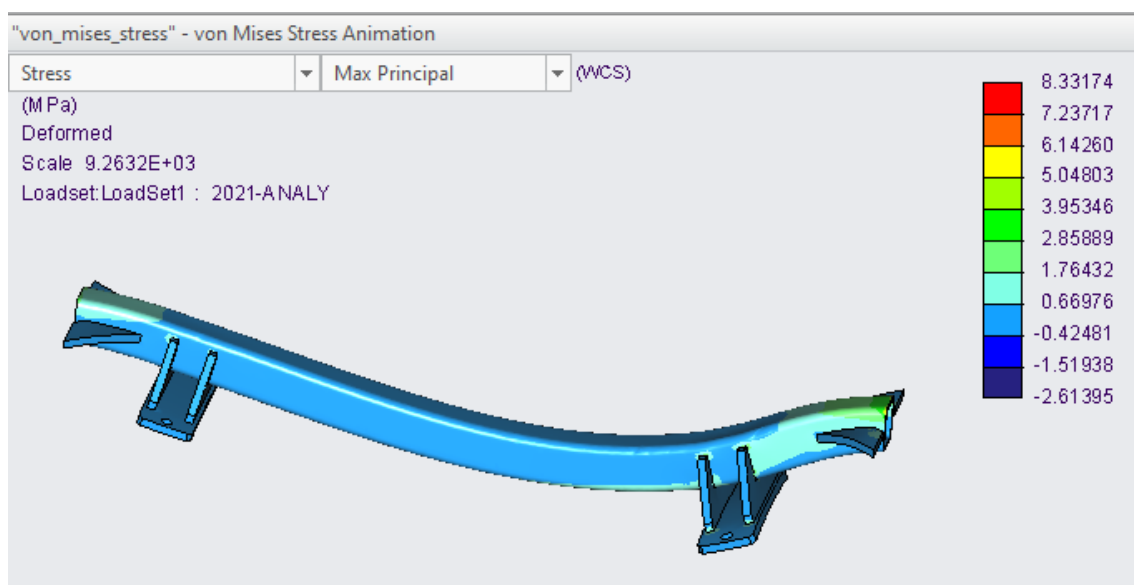 "von_mises_stress" - von Mises Stress Animation
Stress Max Principal (WCS)
(MPa)
Deformed
Scale 9.2632E+03
Loadset:LoadSet1 : 2021-ANALY
8.33174
7.23717
6.14260
5.04803
3.95346
2.85889
1.76432
0.66976
-0.42481
-1.51938
-2.61395